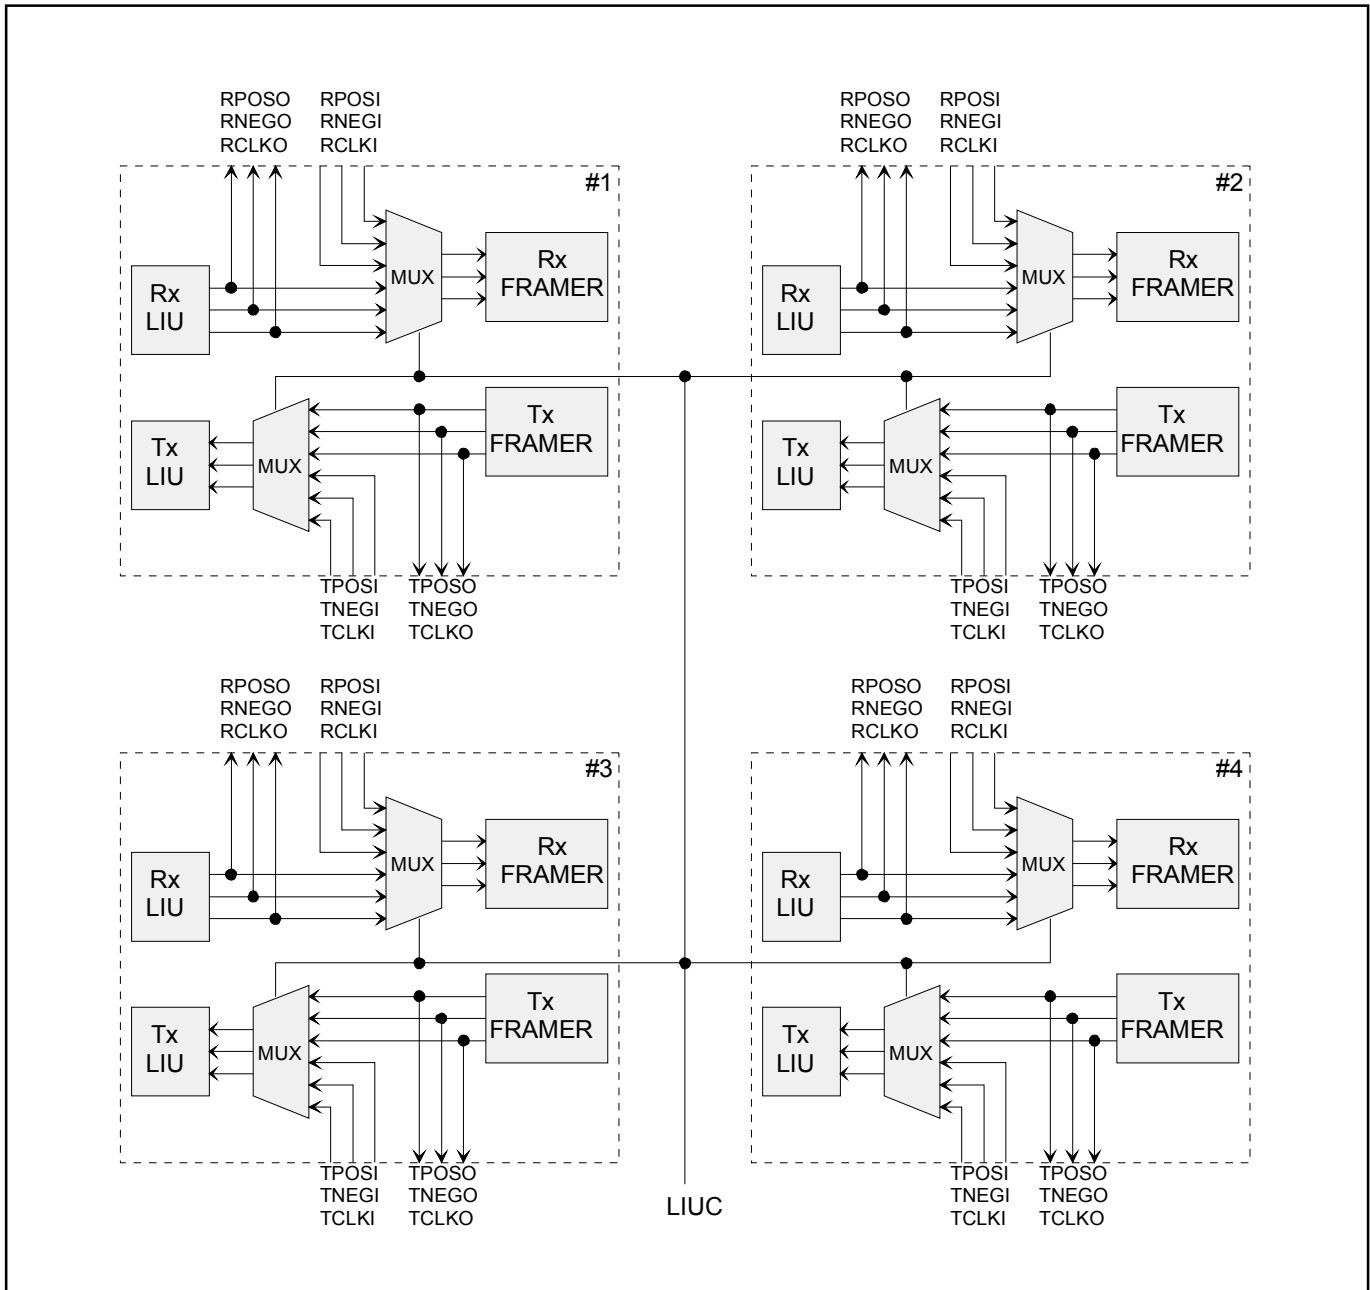 RPOSO
RNEGO
RCLKO
RPOSI
RNEGI
RCLKI
#1
MUX
Rx
FRAMER
Rx
LIU
Tx
FRAMER
Tx
LIU
MUX
TPOSI
TNEGI
TCLKI
TPOSO
TNEGO
TCLKO
RPOSO
RNEGO
RCLKO
RPOSI
RNEGI
RCLKI
#2
MUX
Rx
FRAMER
Rx
LIU
Tx
FRAMER
Tx
LIU
MUX
TPOSI
TNEGI
TCLKI
TPOSO
TNEGO
TCLKO
RPOSO
RNEGO
RCLKO
RPOSI
RNEGI
RCLKI
#3
MUX
Rx
FRAMER
Rx
LIU
Tx
FRAMER
Tx
LIU
MUX
TPOSI
TNEGI
TCLKI
TPOSO
TNEGO
TCLKO
RPOSO
RNEGO
RCLKO
RPOSI
RNEGI
RCLKI
#4
MUX
Rx
FRAMER
Rx
LIU
Tx
FRAMER
Tx
LIU
MUX
TPOSI
TNEGI
TCLKI
TPOSO
TNEGO
TCLKO
LIUC